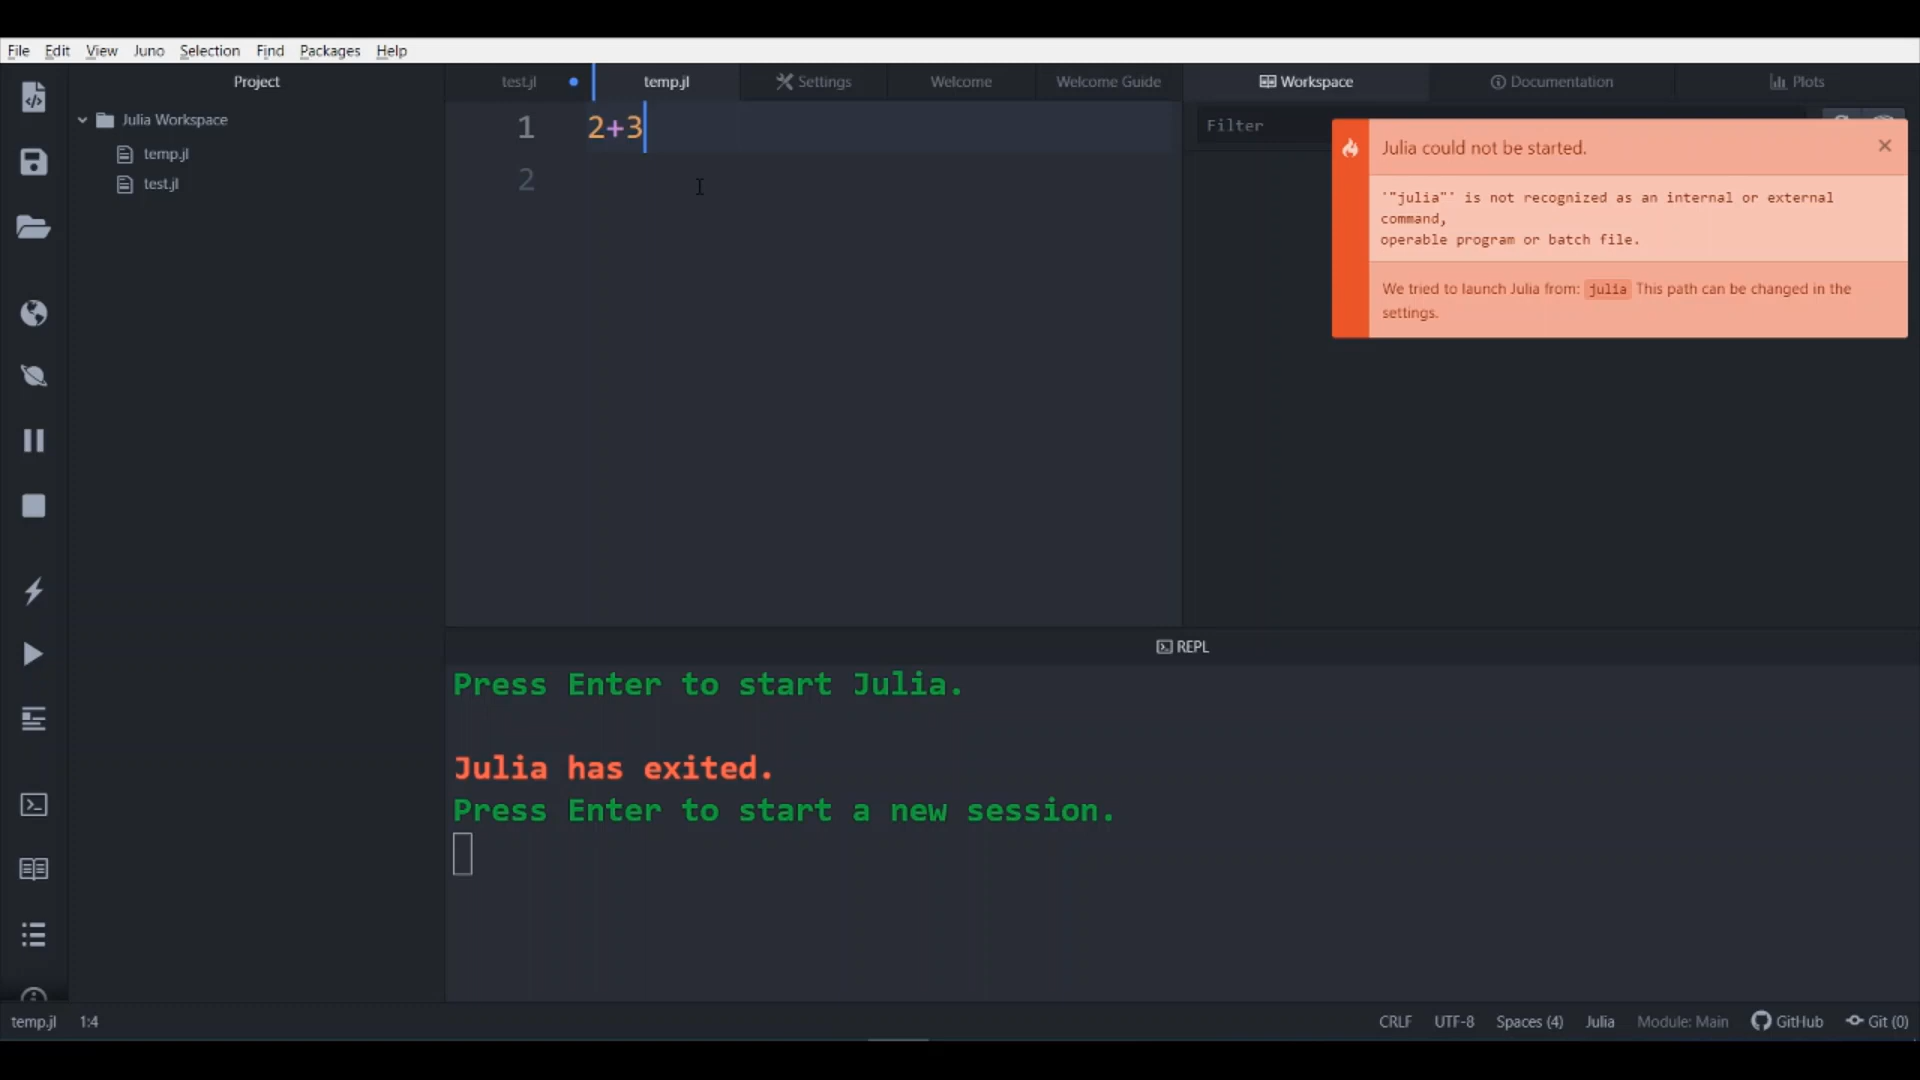 File Edit View Juno Selection Find Packages Help
Project
test.jl temp.jl Settings Welcome Welcome Guide Workspace Documentation Plots
Julia Workspace
temp.jl
test.jl
1 2+3
2
Filter
Julia could not be started.
'"julia"' is not recognized as an internal or external
command,
operable program or batch file.
We tried to launch Julia from: julia This path can be changed in the
settings.
REPL
Press Enter to start Julia.
Julia has exited.
Press Enter to start a new session.
temp.jl 1:4 CRLF UTF-8 Spaces (4) Julia Module: Main GitHub Git (0)